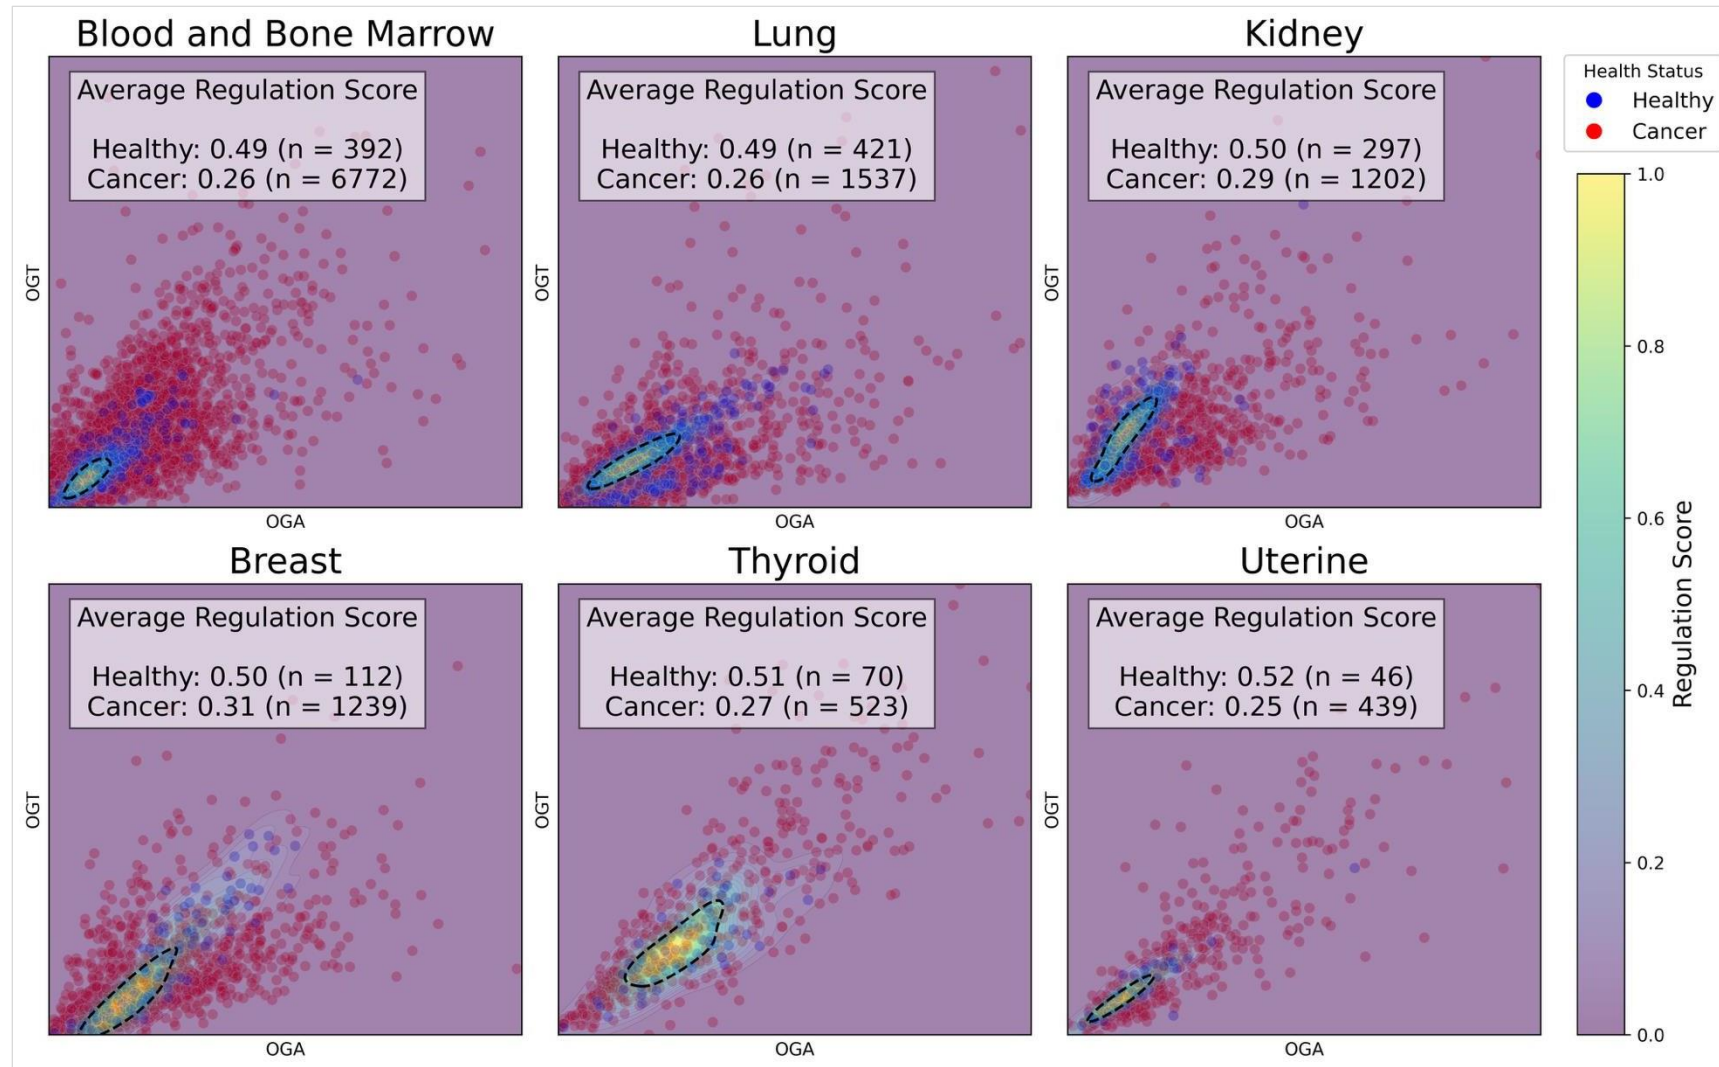 Blood and Bone Marrow
Average Regulation Score
Healthy: 0.49 (n = 392)
Cancer: 0.26 (n = 6772)
OGT
OGA
Lung
Average Regulation Score
Healthy: 0.49 (n = 421)
Cancer: 0.26 (n = 1537)
OGT
OGA
Kidney
Average Regulation Score
Healthy: 0.50 (n = 297)
Cancer: 0.29 (n = 1202)
OGT
OGA
Health Status
Healthy
Cancer
Breast
Average Regulation Score
Healthy: 0.50 (n = 112)
Cancer: 0.31 (n = 1239)
OGT
OGA
Thyroid
Average Regulation Score
Healthy: 0.51 (n = 70)
Cancer: 0.27 (n = 523)
OGT
OGA
Uterine
Average Regulation Score
Healthy: 0.52 (n = 46)
Cancer: 0.25 (n = 439)
OGT
OGA
1.0
0.8
0.6
0.4
0.2
0.0
Regulation Score